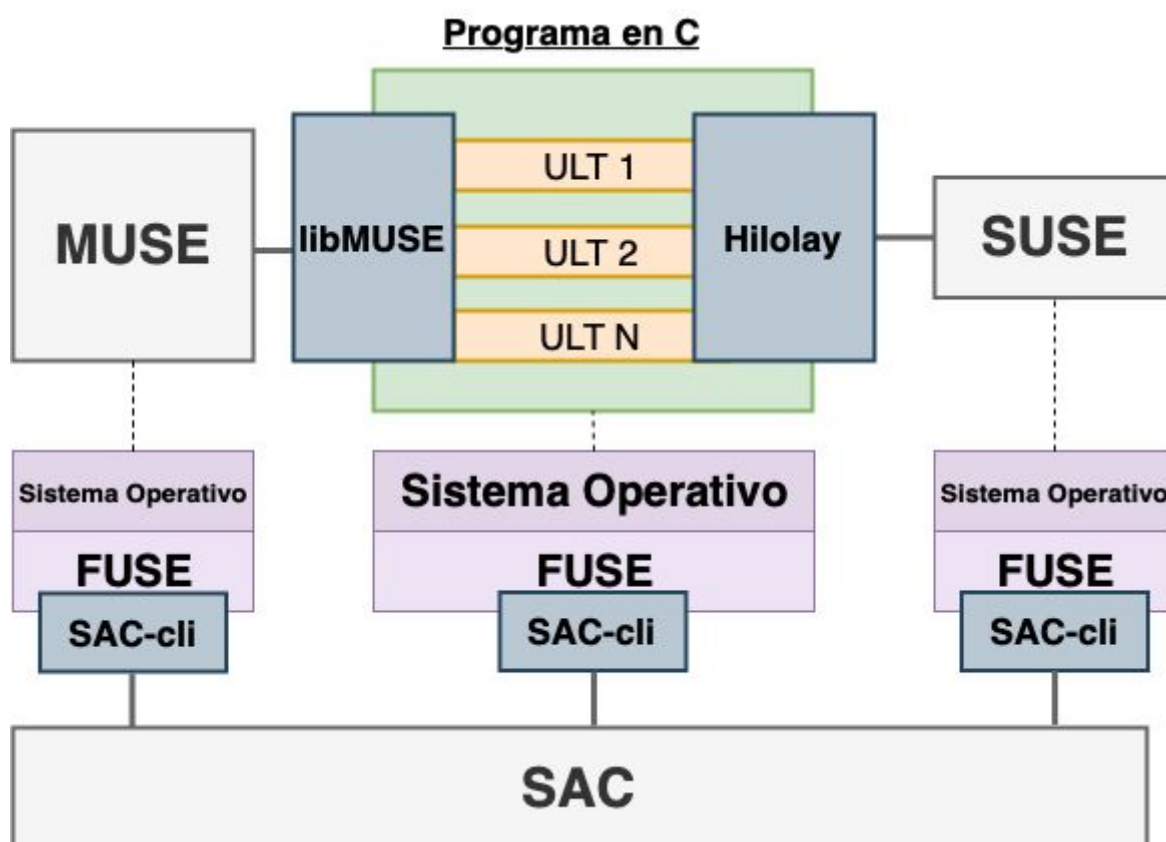 Programa en C
MUSE
libMUSE
ULT 1
ULT 2
ULT N
Hilolay
SUSE
Sistema Operativo
FUSE
SAC-cli
Sistema Operativo
FUSE
SAC-cli
Sistema Operativo
FUSE
SAC-cli
SAC